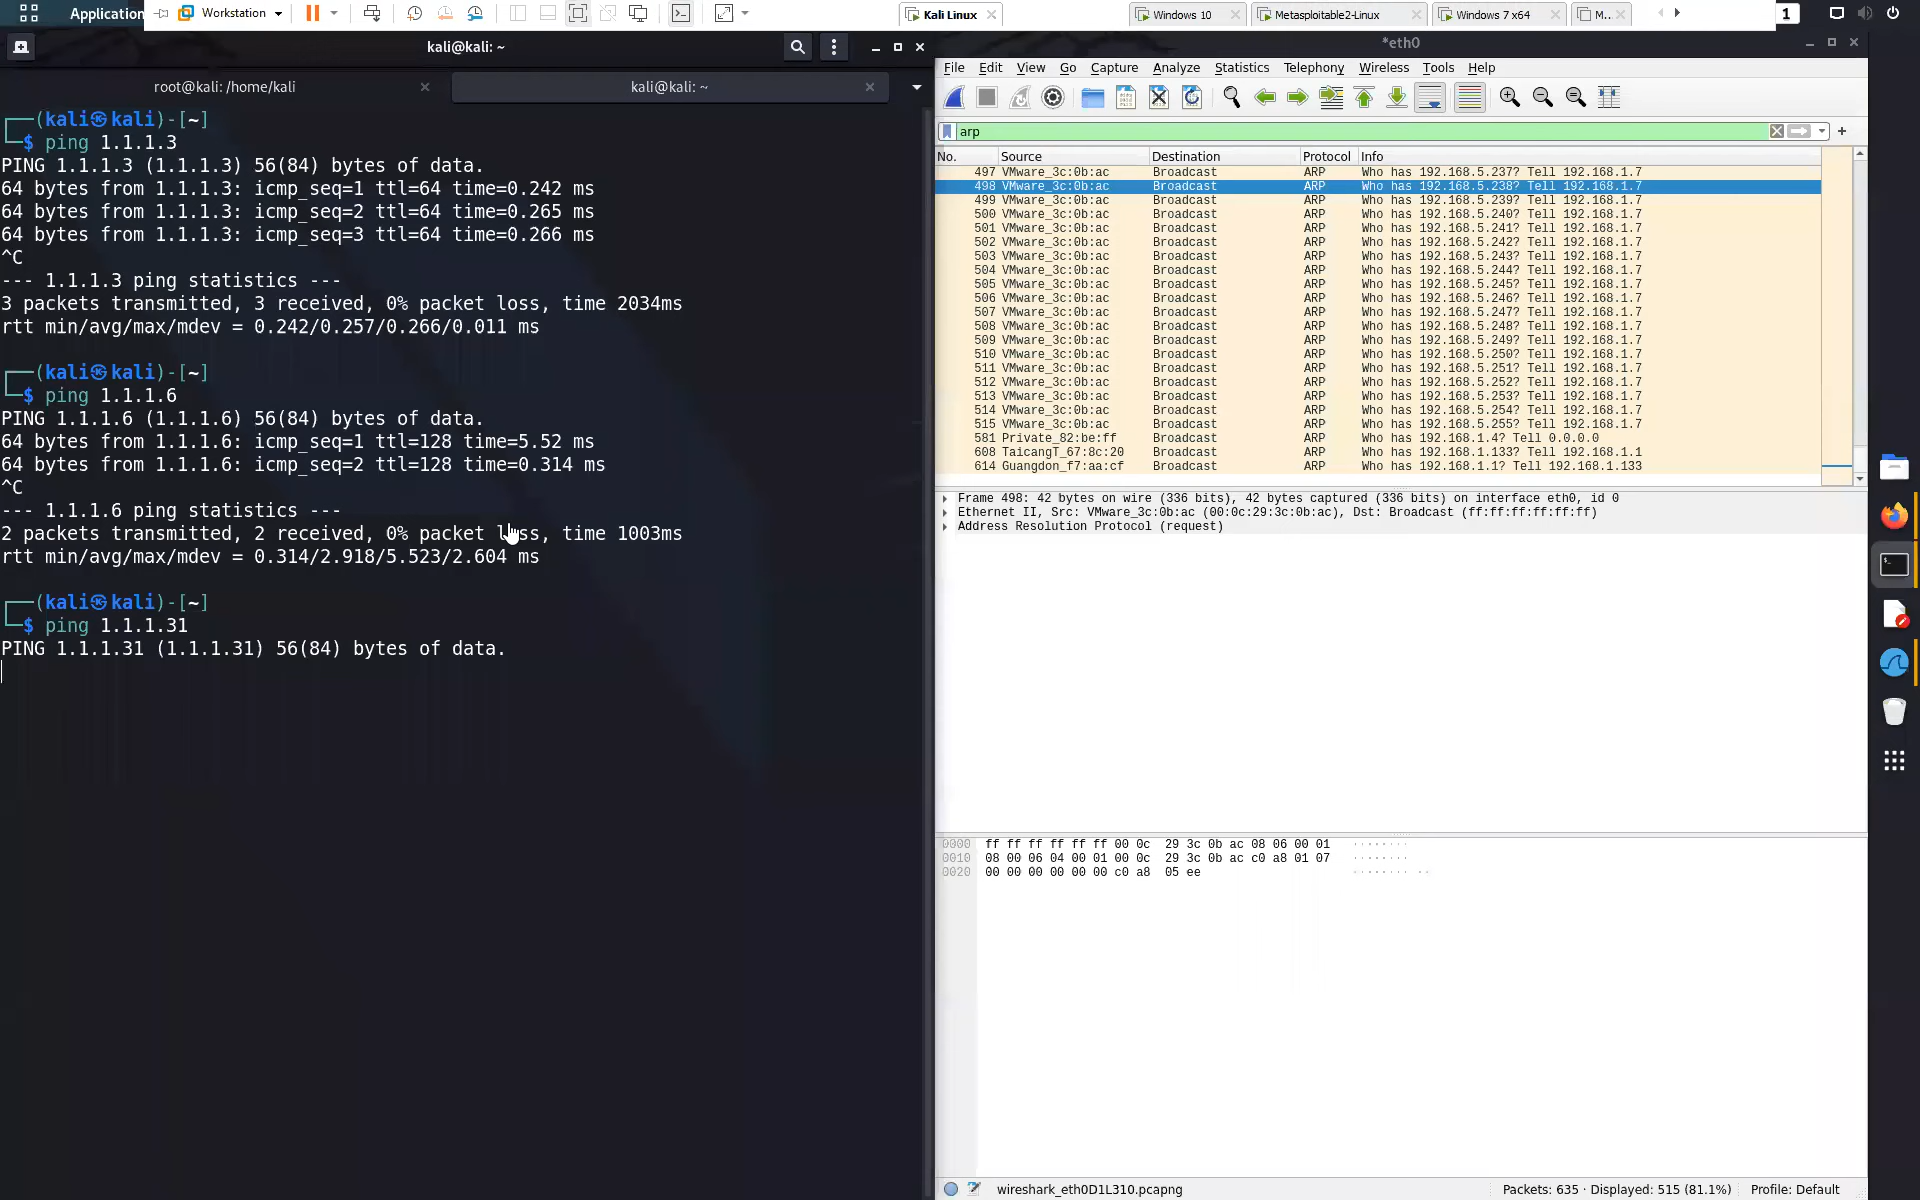 Application
Workstation
Kali Linux
Windows 10
Metasploitable2-Linux
Windows 7 x64
M...
1
kali@kali: ~
root@kali: /home/kali
kali@kali: ~
┌──(kali㉿kali)-[~]
└─$ ping 1.1.1.3
PING 1.1.1.3 (1.1.1.3) 56(84) bytes of data.
64 bytes from 1.1.1.3: icmp_seq=1 ttl=64 time=0.242 ms
64 bytes from 1.1.1.3: icmp_seq=2 ttl=64 time=0.265 ms
64 bytes from 1.1.1.3: icmp_seq=3 ttl=64 time=0.266 ms
^C
--- 1.1.1.3 ping statistics ---
3 packets transmitted, 3 received, 0% packet loss, time 2034ms
rtt min/avg/max/mdev = 0.242/0.257/0.266/0.011 ms
┌──(kali㉿kali)-[~]
└─$ ping 1.1.1.6
PING 1.1.1.6 (1.1.1.6) 56(84) bytes of data.
64 bytes from 1.1.1.6: icmp_seq=1 ttl=128 time=5.52 ms
64 bytes from 1.1.1.6: icmp_seq=2 ttl=128 time=0.314 ms
^C
--- 1.1.1.6 ping statistics ---
2 packets transmitted, 2 received, 0% packet loss, time 1003ms
rtt min/avg/max/mdev = 0.314/2.918/5.523/2.604 ms
┌──(kali㉿kali)-[~]
└─$ ping 1.1.1.31
PING 1.1.1.31 (1.1.1.31) 56(84) bytes of data.
*eth0
File Edit View Go Capture Analyze Statistics Telephony Wireless Tools Help
arp
No. Source Destination Protocol Info
497 VMware_3c:0b:ac Broadcast ARP Who has 192.168.5.237? Tell 192.168.1.7
498 VMware_3c:0b:ac Broadcast ARP Who has 192.168.5.238? Tell 192.168.1.7
499 VMware_3c:0b:ac Broadcast ARP Who has 192.168.5.239? Tell 192.168.1.7
500 VMware_3c:0b:ac Broadcast ARP Who has 192.168.5.240? Tell 192.168.1.7
501 VMware_3c:0b:ac Broadcast ARP Who has 192.168.5.241? Tell 192.168.1.7
502 VMware_3c:0b:ac Broadcast ARP Who has 192.168.5.242? Tell 192.168.1.7
503 VMware_3c:0b:ac Broadcast ARP Who has 192.168.5.243? Tell 192.168.1.7
504 VMware_3c:0b:ac Broadcast ARP Who has 192.168.5.244? Tell 192.168.1.7
505 VMware_3c:0b:ac Broadcast ARP Who has 192.168.5.245? Tell 192.168.1.7
506 VMware_3c:0b:ac Broadcast ARP Who has 192.168.5.246? Tell 192.168.1.7
507 VMware_3c:0b:ac Broadcast ARP Who has 192.168.5.247? Tell 192.168.1.7
508 VMware_3c:0b:ac Broadcast ARP Who has 192.168.5.248? Tell 192.168.1.7
509 VMware_3c:0b:ac Broadcast ARP Who has 192.168.5.249? Tell 192.168.1.7
510 VMware_3c:0b:ac Broadcast ARP Who has 192.168.5.250? Tell 192.168.1.7
511 VMware_3c:0b:ac Broadcast ARP Who has 192.168.5.251? Tell 192.168.1.7
512 VMware_3c:0b:ac Broadcast ARP Who has 192.168.5.252? Tell 192.168.1.7
513 VMware_3c:0b:ac Broadcast ARP Who has 192.168.5.253? Tell 192.168.1.7
514 VMware_3c:0b:ac Broadcast ARP Who has 192.168.5.254? Tell 192.168.1.7
515 VMware_3c:0b:ac Broadcast ARP Who has 192.168.5.255? Tell 192.168.1.7
581 Private_82:be:ff Broadcast ARP Who has 192.168.1.4? Tell 0.0.0.0
608 TaicangT_67:8c:20 Broadcast ARP Who has 192.168.1.133? Tell 192.168.1.1
614 Guangdon_f7:aa:cf Broadcast ARP Who has 192.168.1.1? Tell 192.168.1.133
Frame 498: 42 bytes on wire (336 bits), 42 bytes captured (336 bits) on interface eth0, id 0
Ethernet II, Src: VMware_3c:0b:ac (00:0c:29:3c:0b:ac), Dst: Broadcast (ff:ff:ff:ff:ff:ff)
Address Resolution Protocol (request)
0000 ff ff ff ff ff ff 00 0c 29 3c 0b ac 08 06 00 01 ········
0010 08 00 06 04 00 01 00 0c 29 3c 0b ac c0 a8 01 07 ········
0020 00 00 00 00 00 00 c0 a8 05 ee ········ ··
wireshark_eth0D1L310.pcapng
Packets: 635 · Displayed: 515 (81.1%)
Profile: Default